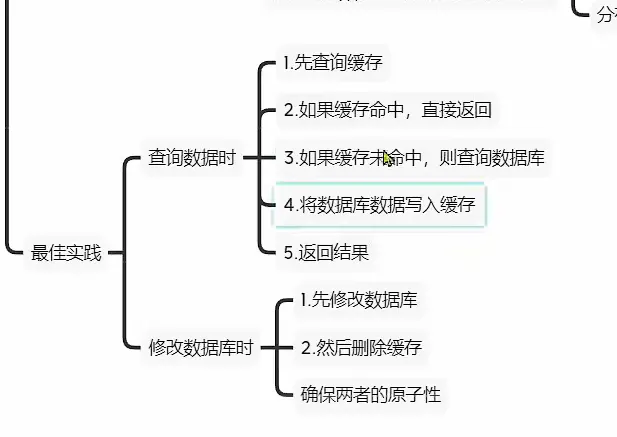 查询数据时
1.先查询缓存
2.如果缓存命中，直接返回
3.如果缓存未命中，则查询数据库
4.将数据库数据写入缓存
5.返回结果
最佳实践
修改数据库时
1.先修改数据库
2.然后删除缓存
确保两者的原子性